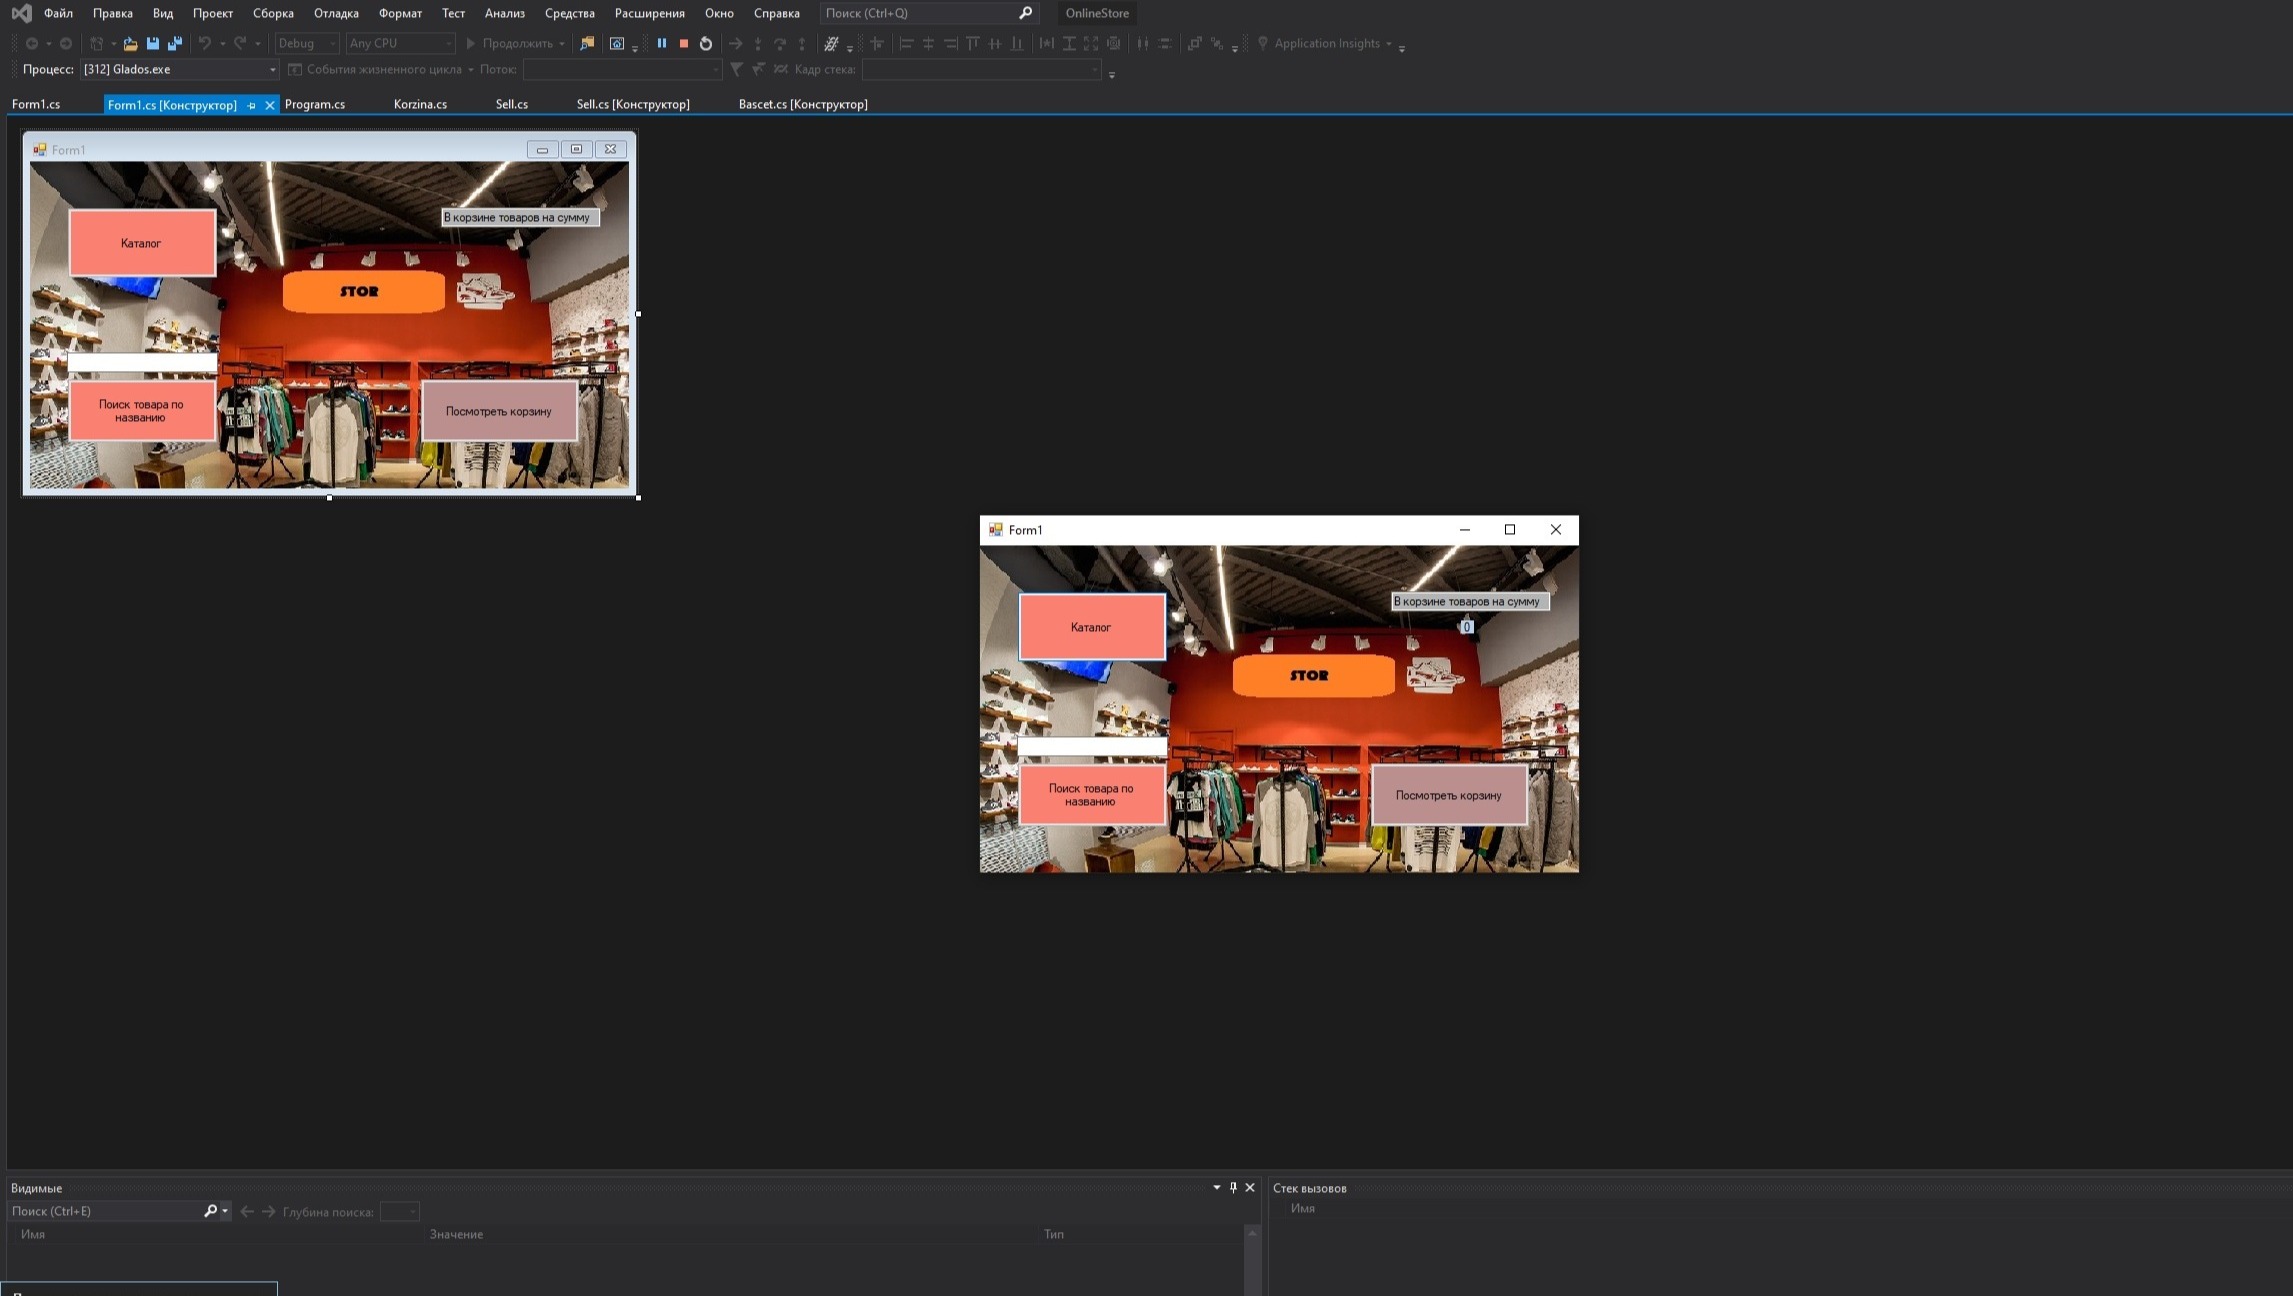 Файл Правка Вид Проект Сборка Отладка Формат Тест Анализ Средства Расширения Окно Справка Поиск (Ctrl+Q) OnlineStore
Debug Any CPU Продолжить Application Insights
Процесс: [312] Glados.exe События жизненного цикла Поток: Кадр стека:
Form1.cs Form1.cs [Конструктор] Program.cs Korzina.cs Sell.cs Sell.cs [Конструктор] Bascet.cs [Конструктор]
Form1
В корзине товаров на сумму
Каталог
STOR
Поиск товара по
названию
Посмотреть корзину
Form1
В корзине товаров на сумму
0
Каталог
STOR
Поиск товара по
названию
Посмотреть корзину
Видимые
Поиск (Ctrl+E) Глубина поиска:
Имя Значение Тип
Стек вызовов
Имя